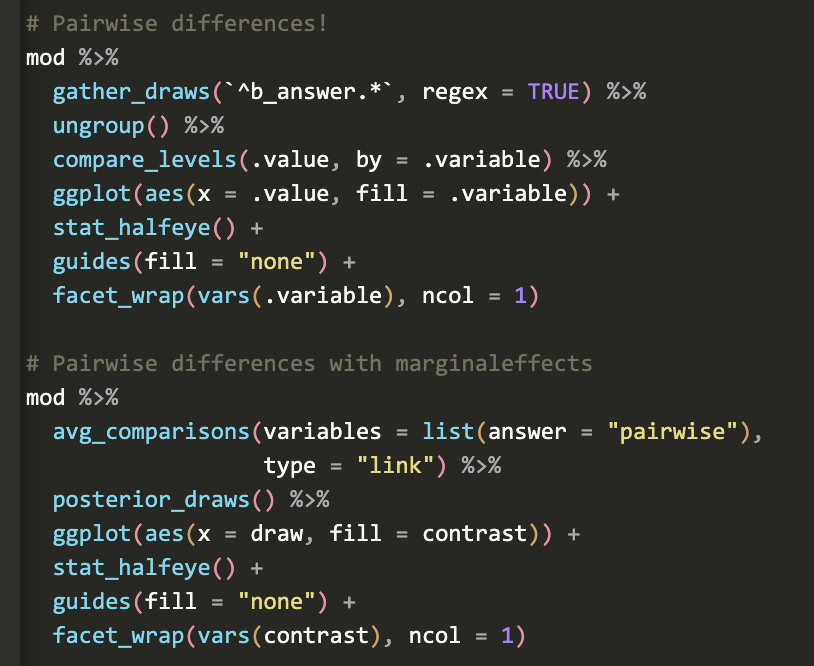 # Pairwise differences!
mod %>%
  gather_draws(`^b_answer.*`, regex = TRUE) %>%
  ungroup() %>%
  compare_levels(.value, by = .variable) %>%
  ggplot(aes(x = .value, fill = .variable)) +
  stat_halfeye() +
  guides(fill = "none") +
  facet_wrap(vars(.variable), ncol = 1)

# Pairwise differences with marginaleffects
mod %>%
  avg_comparisons(variables = list(answer = "pairwise"),
                  type = "link") %>%
  posterior_draws() %>%
  ggplot(aes(x = draw, fill = contrast)) +
  stat_halfeye() +
  guides(fill = "none") +
  facet_wrap(vars(contrast), ncol = 1)